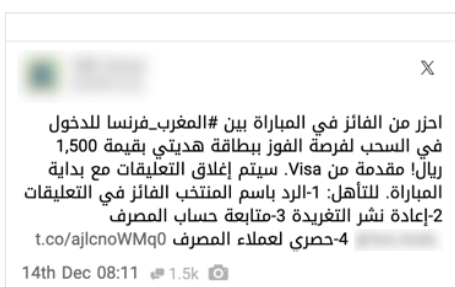 احزر من الفائز في المباراة بين #المغرب_فرنسا للدخول
في السحب لفرصة الفوز ببطاقة هديتي بقيمة 1,500
ريال! مقدمة من Visa. سيتم إغلاق التعليقات مع بداية
المباراة. للتأهل: 1-الرد باسم المنتخب الفائز في التعليقات
2-إعادة نشر التغريدة 3-متابعة حساب المصرف
4-حصري لعملاء المصرف t.co/ajlcnoWMq0
14th Dec 08:11 1.5k